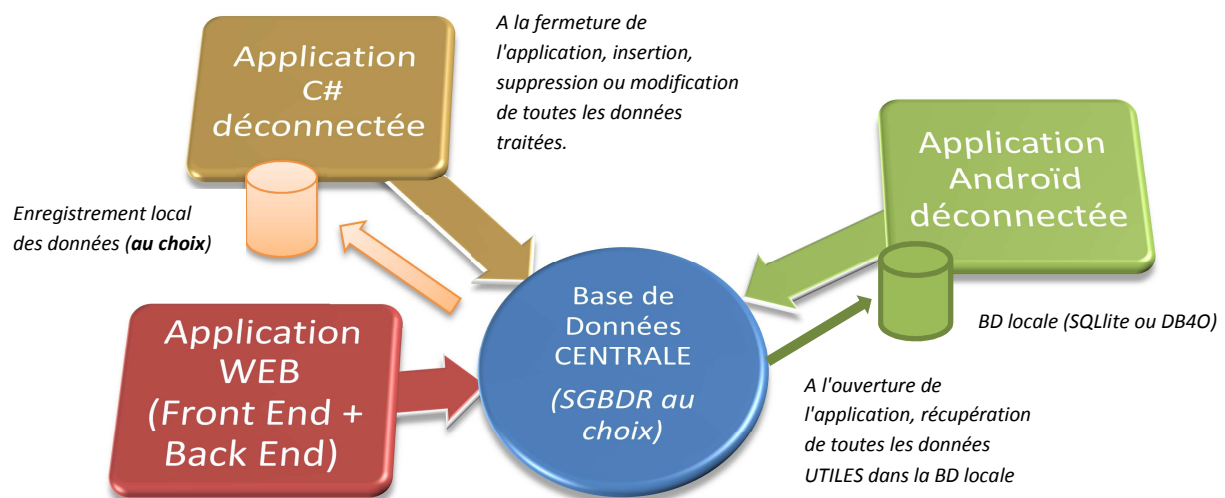 Application
C#
déconnectée
A la fermeture de
l'application, insertion,
suppression ou modification
de toutes les données
traitées.
Application
Androïd
déconnectée
Enregistrement local
des données (au choix)
Base de
Données
CENTRALE
(SGBDR au
choix)
BD locale (SQLlite ou DB4O)
Application
WEB
(Front End +
Back End)
A l'ouverture de
l'application, récupération
de toutes les données
UTILES dans la BD locale